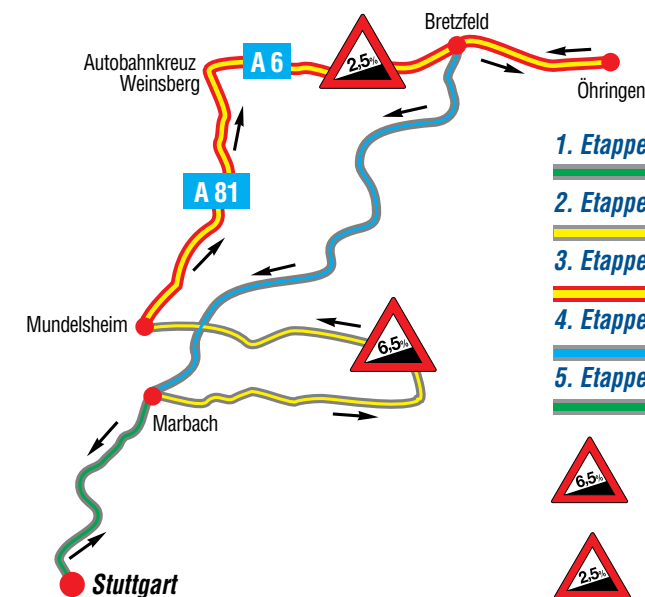 Bretzfeld
Autobahnkreuz
Weinsberg
A 6
2,5%
Öhringen
A 81
Mundelsheim
6,5%
Marbach
Stuttgart
1. Etappe
2. Etappe
3. Etappe
4. Etappe
5. Etappe
6,5%
2,5%